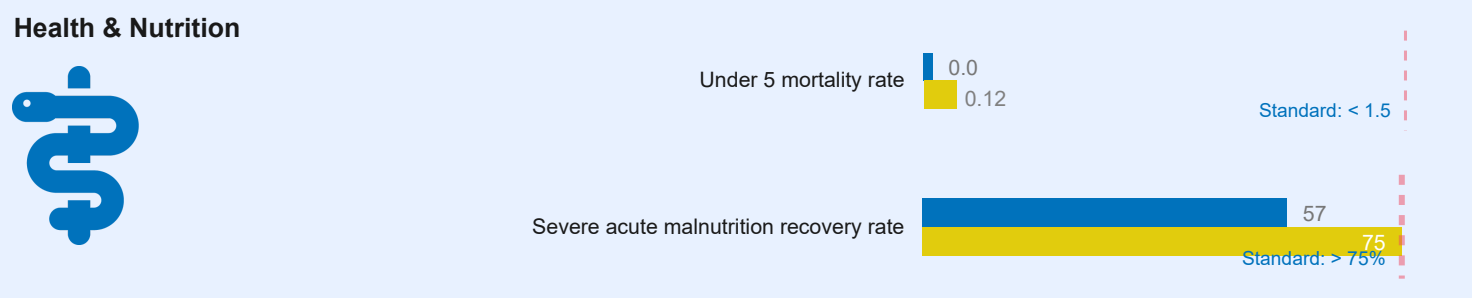 Health & Nutrition
Under 5 mortality rate
0.0
0.12
Standard: < 1.5
Severe acute malnutrition recovery rate
57
75
Standard: > 75%